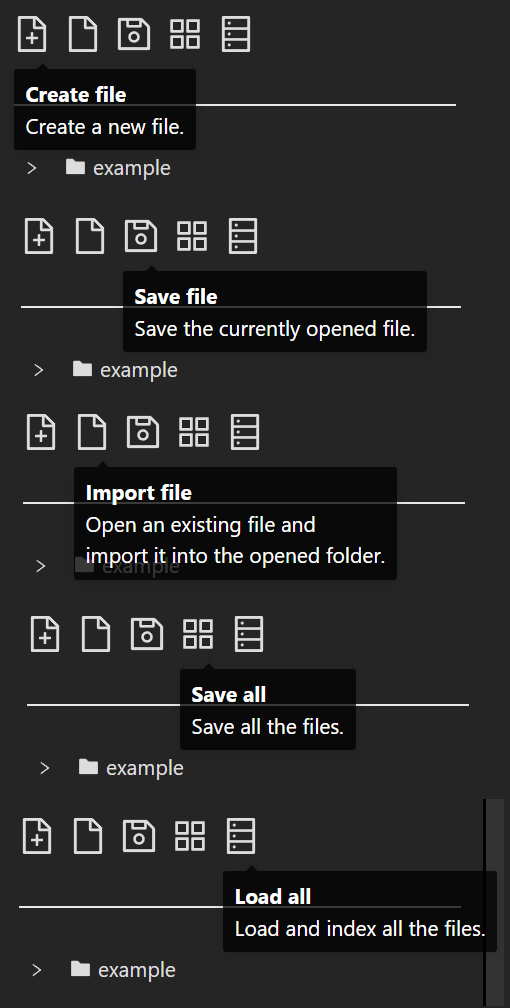 Create file
Create a new file.
example
Save file
Save the currently opened file.
example
Import file
Open an existing file and
import it into the opened folder.
example
Save all
Save all the files.
example
Load all
Load and index all the files.
example